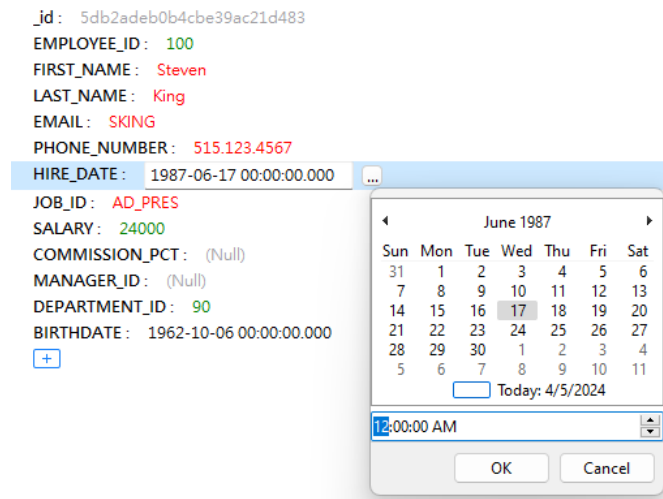 _id : 5db2adeb0b4cbe39ac21d483
EMPLOYEE_ID : 100
FIRST_NAME : Steven
LAST_NAME : King
EMAIL : SKING
PHONE_NUMBER : 515.123.4567
HIRE_DATE : 1987-06-17 00:00:00.000 ...
JOB_ID : AD_PRES
SALARY : 24000
COMMISSION_PCT : (Null)
MANAGER_ID : (Null)
DEPARTMENT_ID : 90
BIRTHDATE : 1962-10-06 00:00:00.000
+
June 1987
Sun Mon Tue Wed Thu Fri Sat
31 1 2 3 4 5 6
7 8 9 10 11 12 13
14 15 16 17 18 19 20
21 22 23 24 25 26 27
28 29 30 1 2 3 4
5 6 7 8 9 10 11
Today: 4/5/2024
12:00:00 AM
OK Cancel